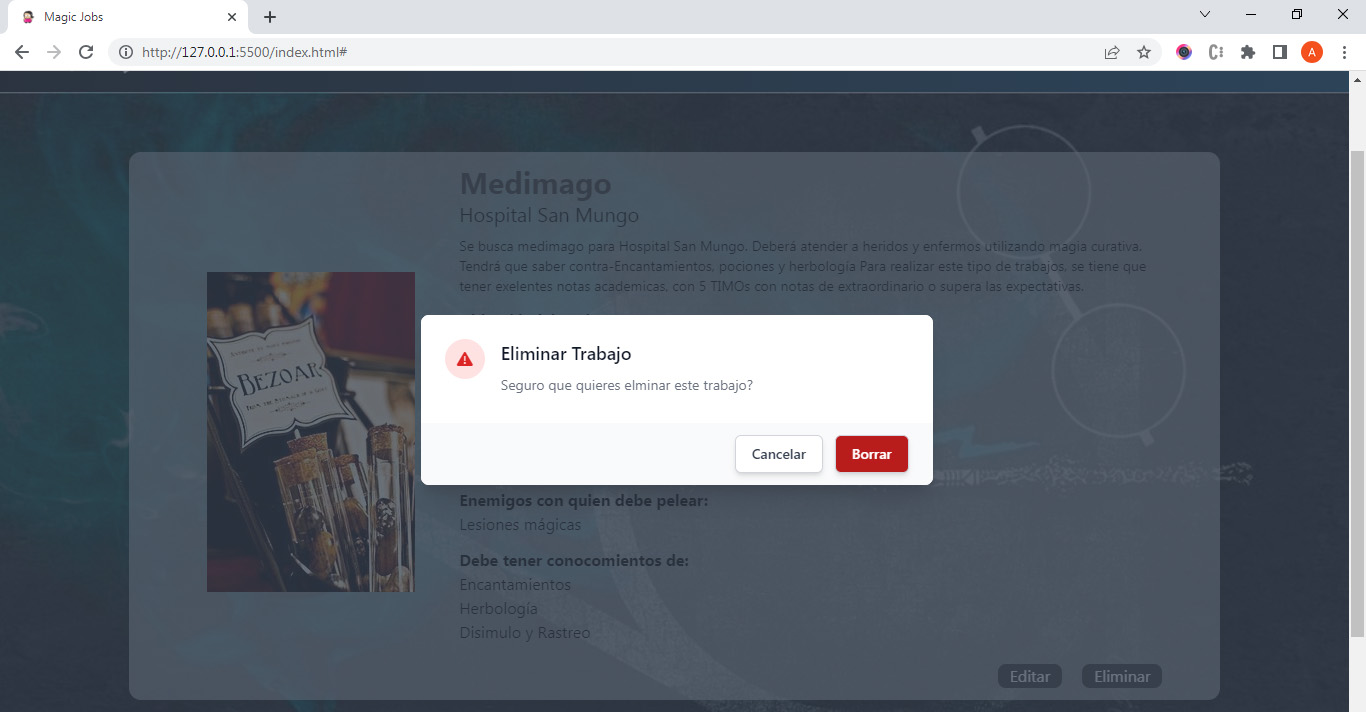 Magic Jobs
http://127.0.0.1:5500/index.html#
A
Medimago
Hospital San Mungo
Se busca medimago para Hospital San Mungo. Deberá atender a heridos y enfermos utilizando magia curativa.
Tendrá que saber contra-Encantamientos, pociones y herbología Para realizar este tipo de trabajos, se tiene que
tener exelentes notas academicas, con 5 TIMOs con notas de extraordinario o supera las expectativas.
BEZOAR
Eliminar Trabajo
Seguro que quieres elminar este trabajo?
Cancelar
Borrar
Enemigos con quien debe pelear:
Lesiones mágicas
Debe tener conocomientos de:
Encantamientos
Herbología
Disimulo y Rastreo
Editar
Eliminar